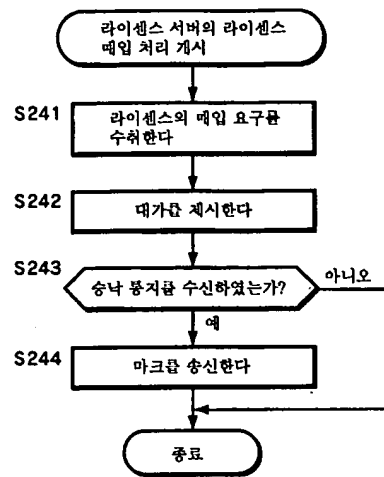 라이센스 서버의 라이센스
매입 처리 개시
S241
라이센스의 매입 요구를
수취한다
S242
대가를 제시한다
S243
승낙 통지를 수신하였는가?
아니오
예
S244
마크를 송신한다
종료